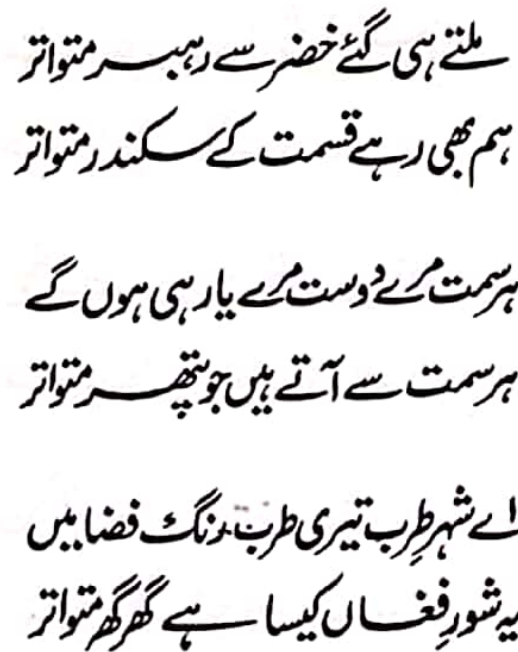 ملتے ہی گئے خضر سے رہبر متواتر
ہم بھی رہے قسمت کے سکندر متواتر
ہر سمت مرے دوست مرے یار ہی ہوں گے
ہر سمت سے آتے ہیں جو پتھر متواتر
اے شہرِ طرب تیری طرب رنگ فضا میں
یہ شورِ فغاں کیسا ہے گھر گھر متواتر